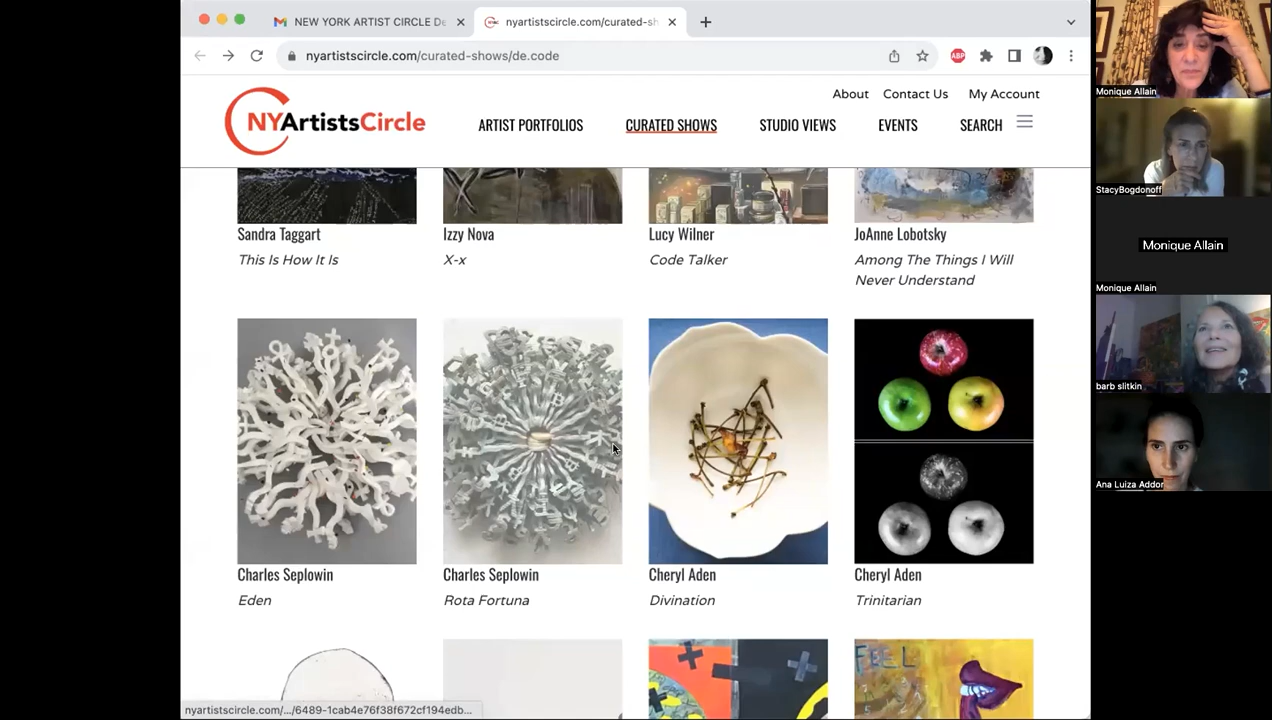 NEW YORK ARTIST CIRCLE De
nyartistscircle.com/curated-sh
nyartistscircle.com/curated-shows/de.code
ABP
About Contact Us My Account
NYArtistsCircle
ARTIST PORTFOLIOS CURATED SHOWS STUDIO VIEWS EVENTS SEARCH
Sandra Taggart
This Is How It Is
Izzy Nova
X-x
Lucy Wilner
Code Talker
JoAnne Lobotsky
Among The Things I Will
Never Understand
Charles Seplowin
Eden
Charles Seplowin
Rota Fortuna
Cheryl Aden
Divination
Cheryl Aden
Trinitarian
FEEL
nyartistscircle.com/.../6489-1cab4e76f38f672cf194edb...
Monique Allain
StacyBogdonoff
Monique Allain
Monique Allain
barb slitkin
Ana Luiza Addor